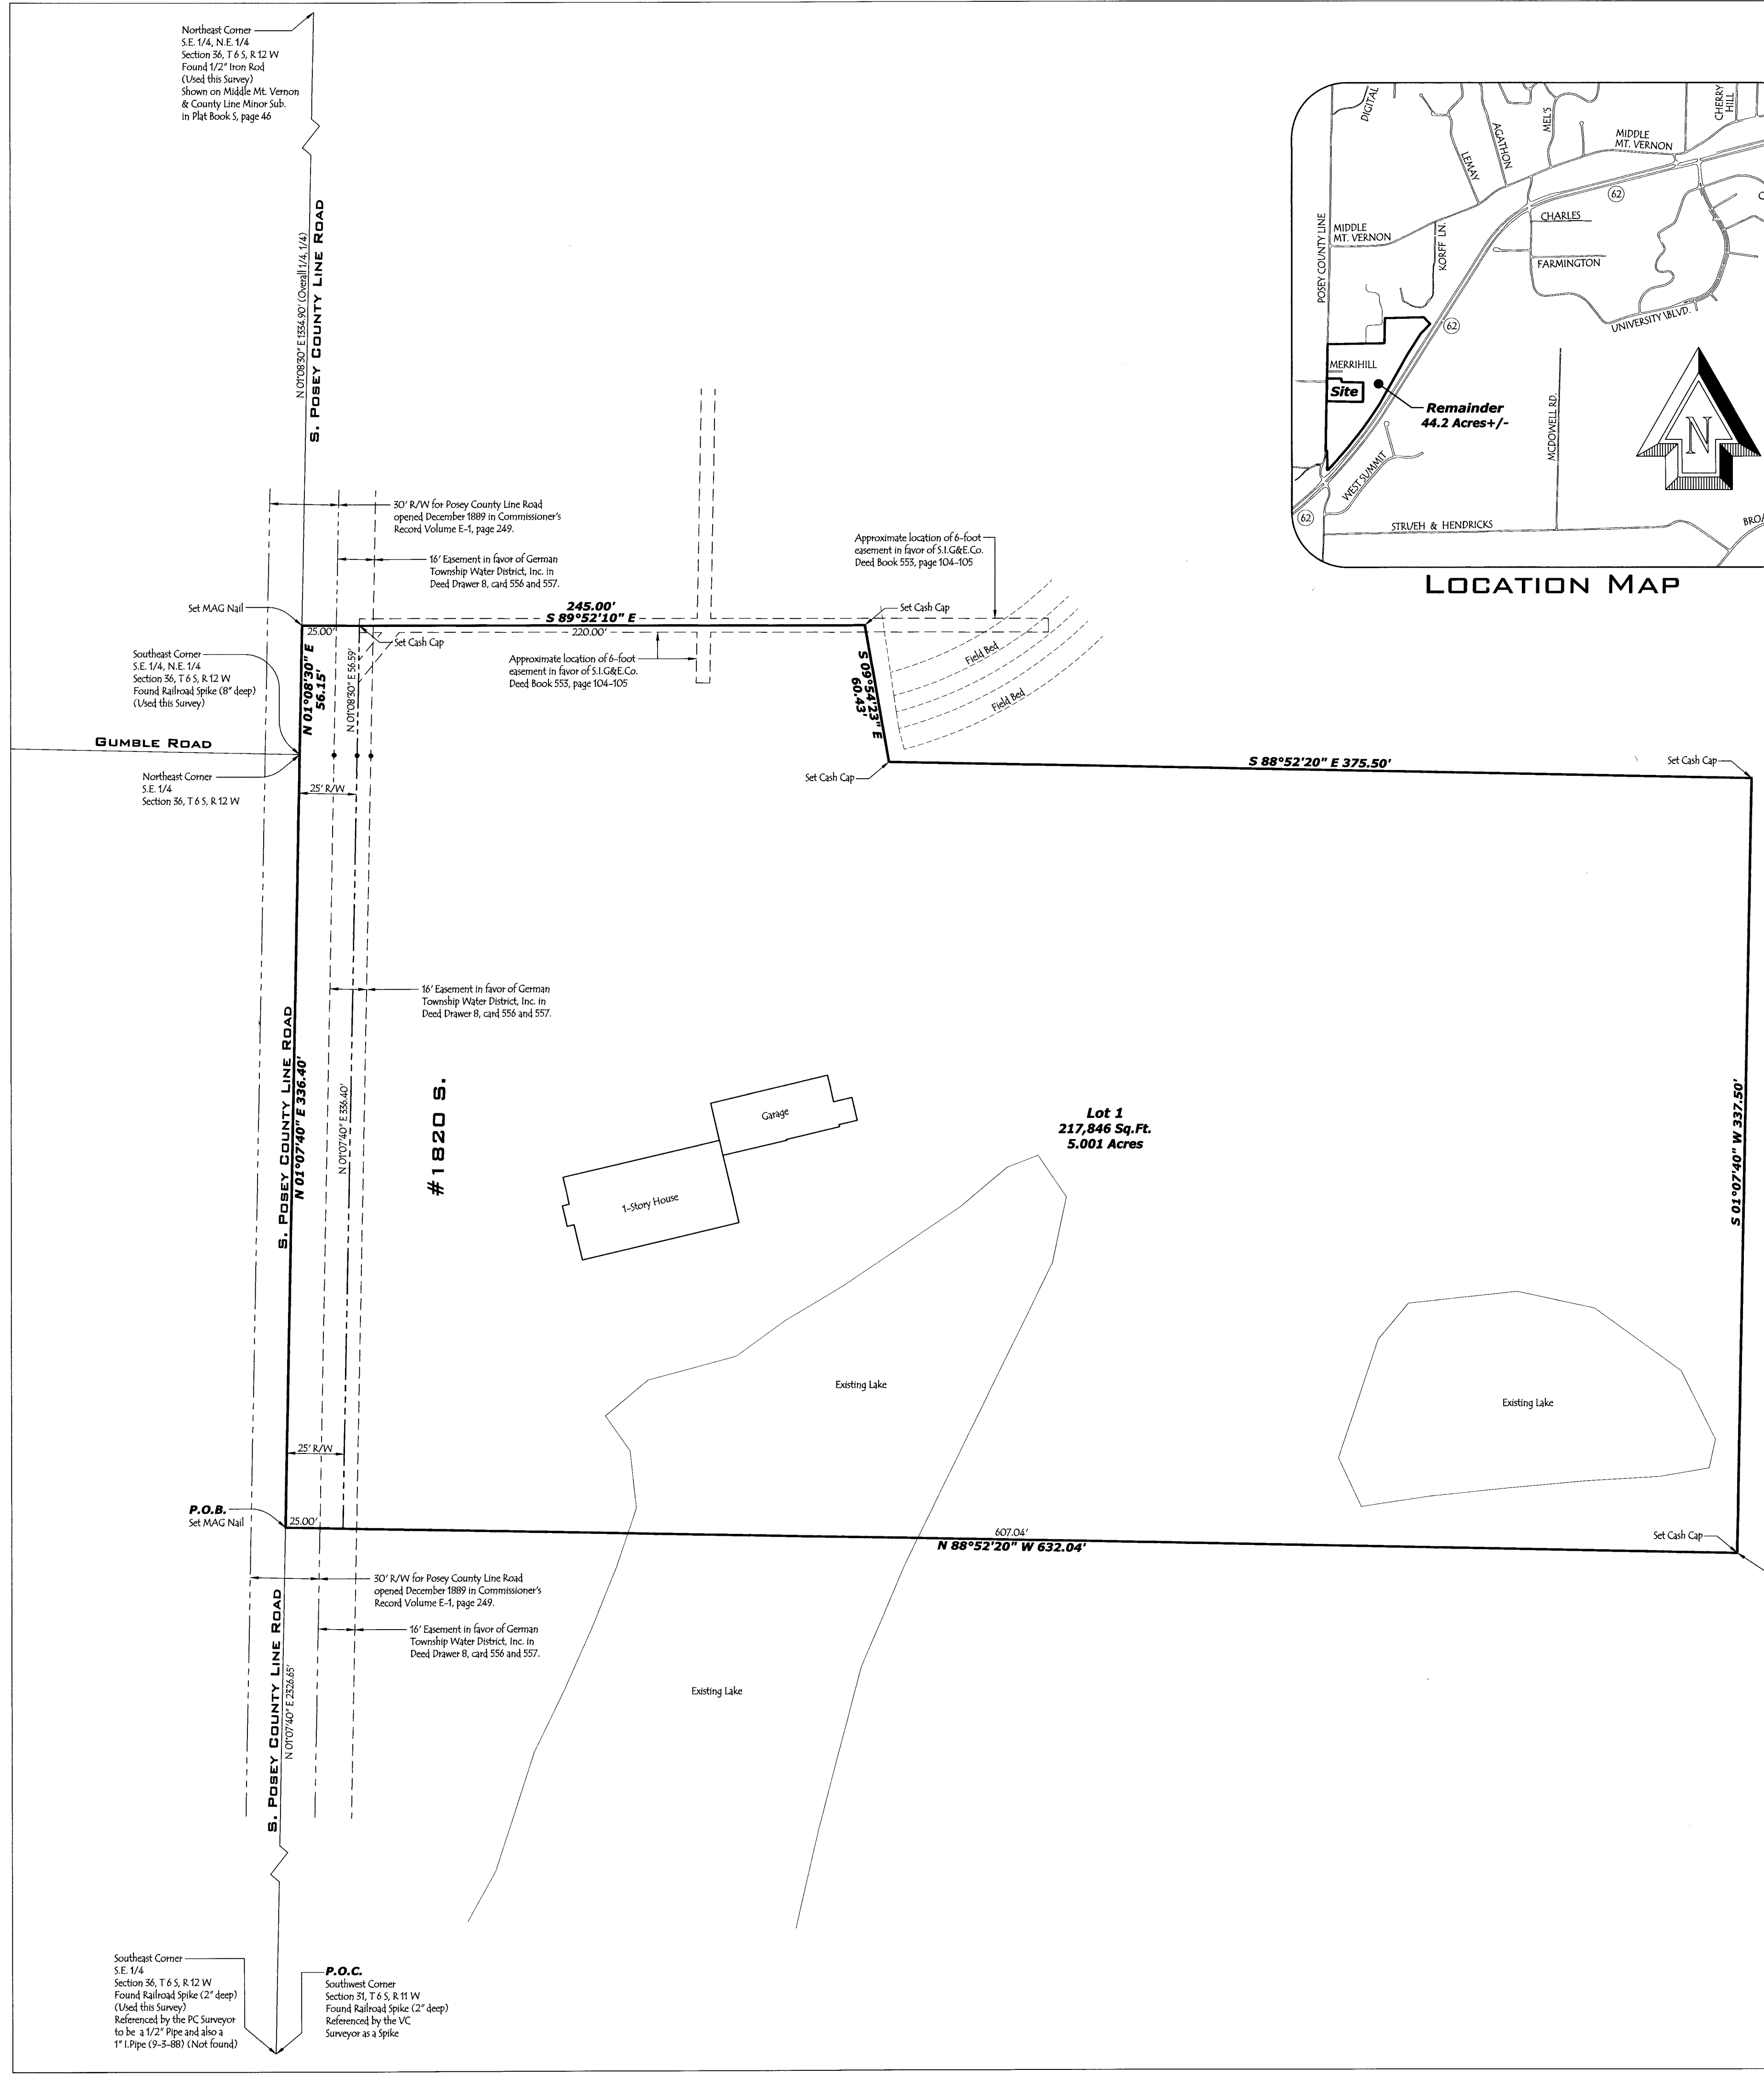 Northeast Corner
S.E. 1/4, N.E. 1/4
Section 36, T 6 S, R 12 W
Found 1/2" Iron Rod
(Used this Survey)
Shown on Middle Mt. Vernon
& County Line Minor Sub.
in Plat Book S, page 46
N 01°08'30" E 1334.90' (Overall 1/4, 1/4)
S. POSEY COUNTY LINE ROAD
DIGITAL
LEMAY
AGATHON
MEL'S
MIDDLE
MT. VERNON
CHERRY
HILL
62
POSEY COUNTY LINE
MIDDLE
MT. VERNON
KORFF LN.
CHARLES
FARMINGTON
UNIVERSITY BLVD.
62
MERRIHILL
Site
Remainder
44.2 Acres+/-
MCDOWELL RD.
N
WEST SUMMIT
62
STRUEH & HENDRICKS
LOCATION MAP
30' R/W for Posey County Line Road
opened December 1889 in Commissioner's
Record Volume E-1, page 249.
16' Easement in favor of German
Township Water District, Inc. in
Deed Drawer 8, card 556 and 557.
Approximate location of 6-foot
easement in favor of S.I.G&E.Co.
Deed Book 553, page 104-105
Set MAG Nail
245.00'
S 89°52'10" E
Set Cash Cap
25.00'
220.00'
Set Cash Cap
Southeast Corner
S.E. 1/4, N.E. 1/4
Section 36, T 6 S, R 12 W
Found Railroad Spike (8" deep)
(Used this Survey)
N 01°08'30" E
56.15'
N 01°08'30" E 56.59'
Approximate location of 6-foot
easement in favor of S.I.G&E.Co.
Deed Book 553, page 104-105
S 09°54'23" E
60.43'
Field Bed
Field Bed
GUMBLE ROAD
Northeast Corner
S.E. 1/4
Section 36, T 6 S, R 12 W
25' R/W
Set Cash Cap
S 88°52'20" E 375.50'
Set Cash Cap
16' Easement in favor of German
Township Water District, Inc. in
Deed Drawer 8, card 556 and 557.
S. POSEY COUNTY LINE ROAD
N 01°07'40" E 336.40'
N 01°07'40" E 336.40'
#1820 S.
Garage
1-Story House
Lot 1
217,846 Sq.Ft.
5.001 Acres
S 01°07'40" W 337.50'
Existing Lake
Existing Lake
25' R/W
P.O.B.
Set MAG Nail
25.00'
607.04'
N 88°52'20" W 632.04'
Set Cash Cap
30' R/W for Posey County Line Road
opened December 1889 in Commissioner's
Record Volume E-1, page 249.
16' Easement in favor of German
Township Water District, Inc. in
Deed Drawer 8, card 556 and 557.
S. POSEY COUNTY LINE ROAD
N 01°07'40" E 2326.65'
Existing Lake
Southeast Corner
S.E. 1/4
Section 36, T 6 S, R 12 W
Found Railroad Spike (2" deep)
(Used this Survey)
Referenced by the PC Surveyor
to be a 1/2" Pipe and also a
1" I.Pipe (9-3-88) (Not found)
P.O.C.
Southwest Corner
Section 31, T 6 S, R 11 W
Found Railroad Spike (2" deep)
Referenced by the VC
Surveyor as a Spike